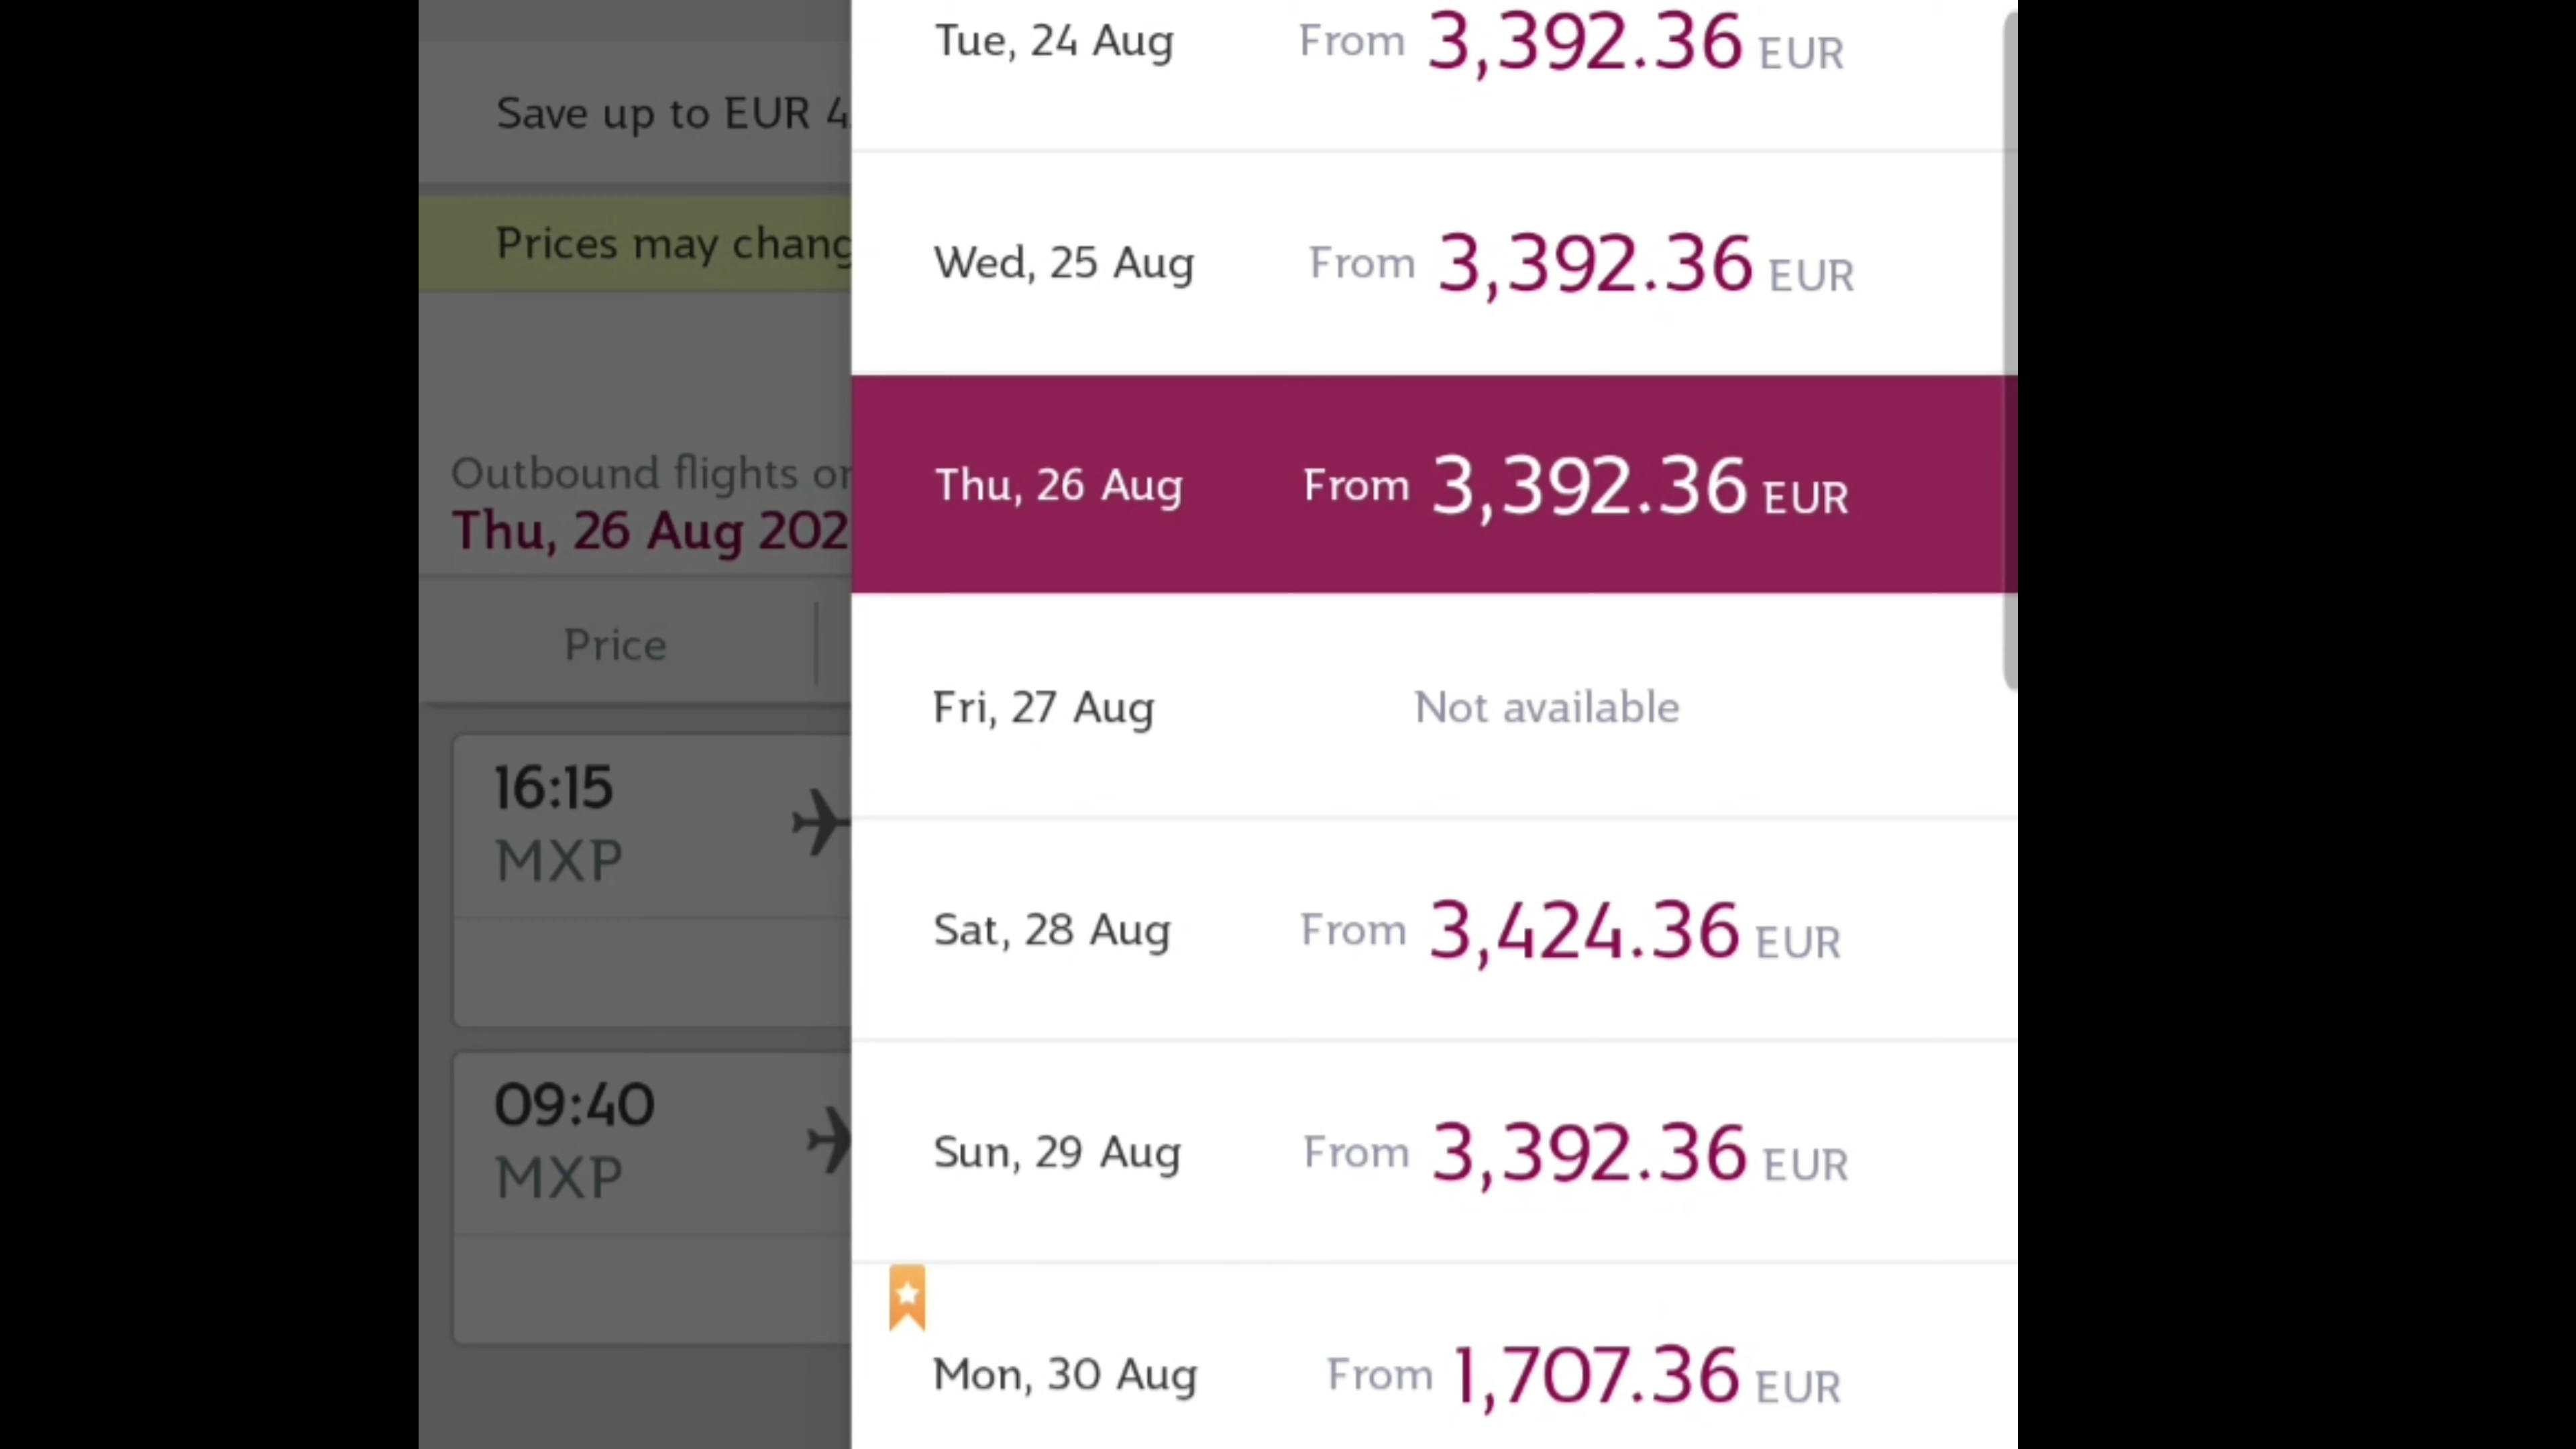 Save up to EUR 4
Prices may chang
Outbound flights
Thu, 26 Aug 202
Price
16:15
MXP
09:40
MXP
Tue, 24 Aug From 3,392.36 EUR
Wed, 25 Aug From 3,392.36 EUR
Thu, 26 Aug From 3,392.36 EUR
Fri, 27 Aug Not available
Sat, 28 Aug From 3,424.36 EUR
Sun, 29 Aug From 3,392.36 EUR
Mon, 30 Aug From 1,707.36 EUR